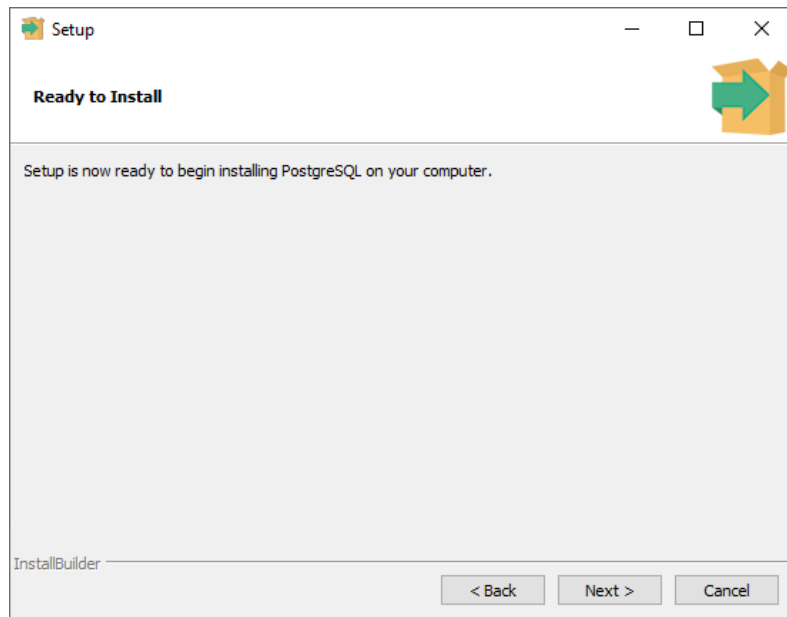 Setup
Ready to Install
Setup is now ready to begin installing PostgreSQL on your computer.
InstallBuilder
< Back Next > Cancel